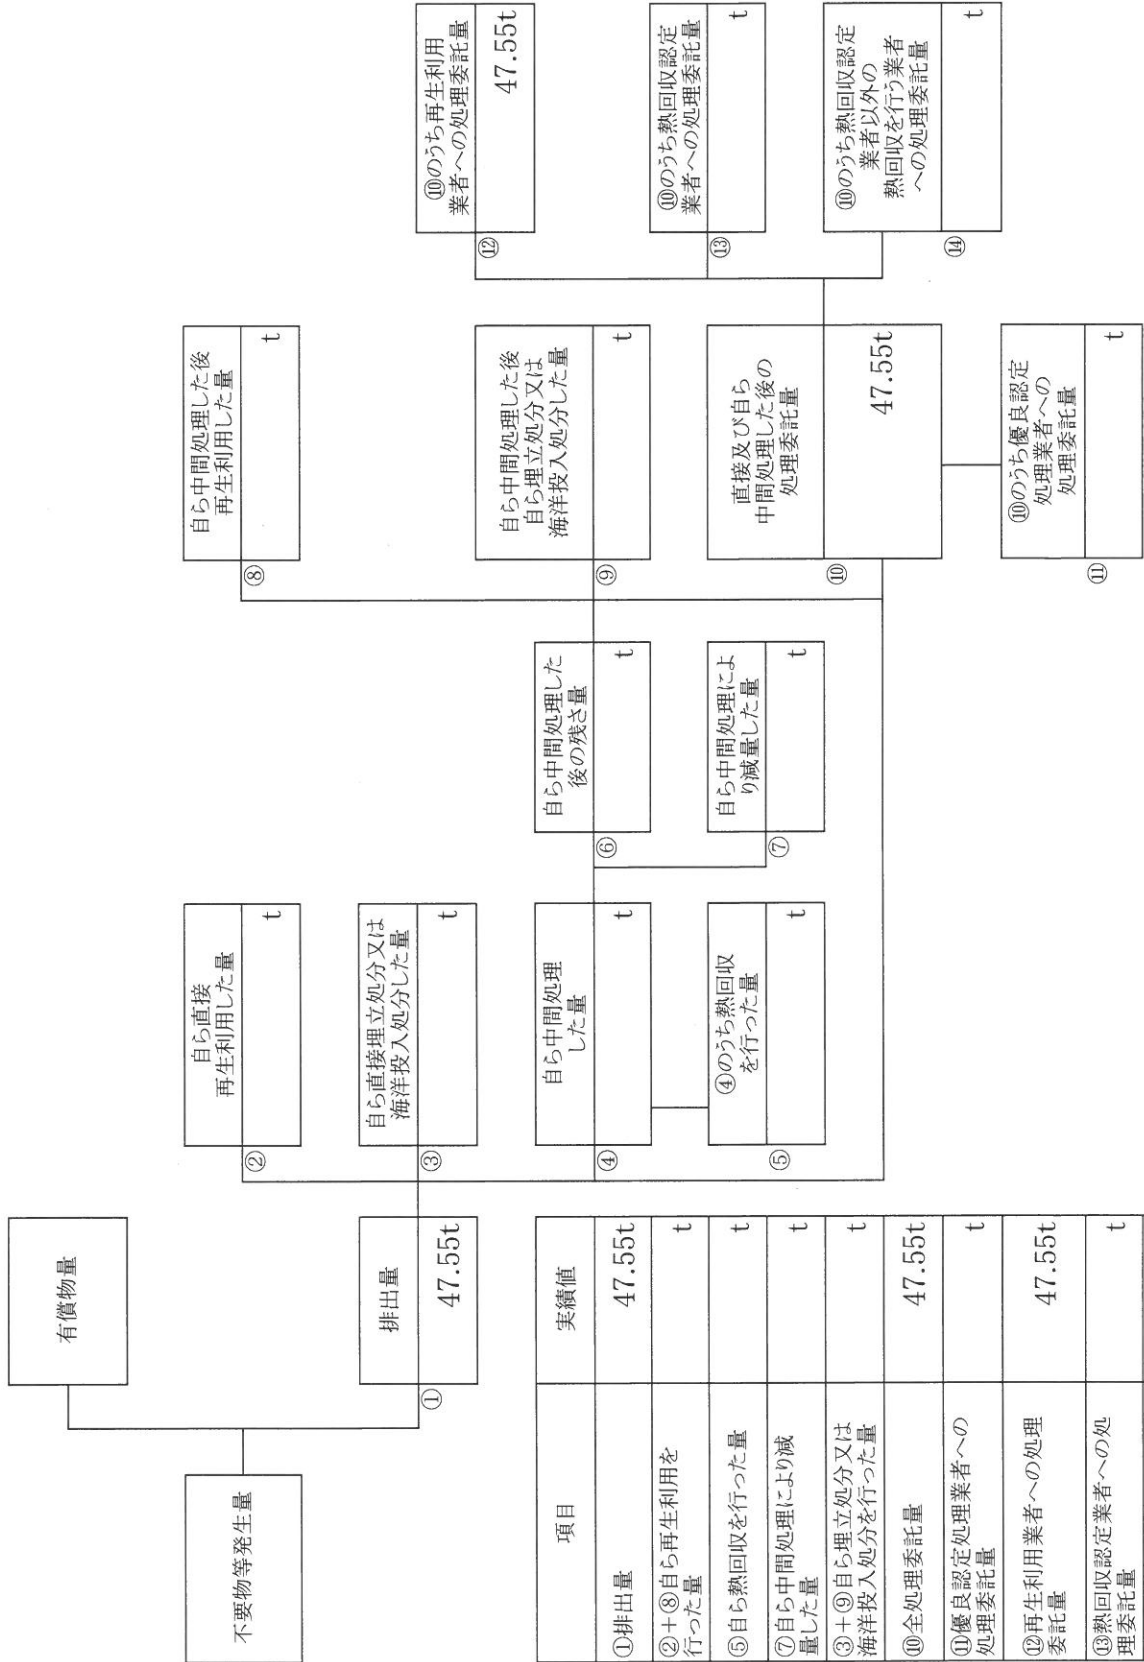 不要物等発生量
有償物量
排出量
①
47.55t
自ら直接
再生利用した量
②
t
自ら直接埋立処分又は
海洋投入処分した量
③
t
自ら中間処理
した量
④
t
④のうち熱回収
を行った量
⑤
t
自ら中間処理した
後の残さ量
⑥
t
自ら中間処理によ
り減量した量
⑦
t
自ら中間処理した後
再生利用した量
⑧
t
自ら中間処理した後
自ら埋立処分又は
海洋投入処分した量
⑨
t
直接及び自ら
中間処理した後の
処理委託量
⑩
47.55t
⑩のうち優良認定
処理業者への
処理委託量
⑪
t
⑩のうち再生利用
業者への処理委託量
⑫
47.55t
⑩のうち熱回収認定
業者への処理委託量
⑬
t
⑩のうち熱回収認定
業者以外の
熱回収を行う業者
への処理委託量
⑭
t
項目 実績値
①排出量 47.55t
②+⑧自ら再生利用を
行った量 t
⑤自ら熱回収を行った量 t
⑦自ら中間処理により減
量した量 t
③+⑨自ら埋立処分又は
海洋投入処分を行った量 t
⑩全処理委託量 47.55t
⑪優良認定処理業者への
処理委託量 t
⑫再生利用業者への処理
委託量 47.55t
⑬熱回収認定業者への処
理委託量 t